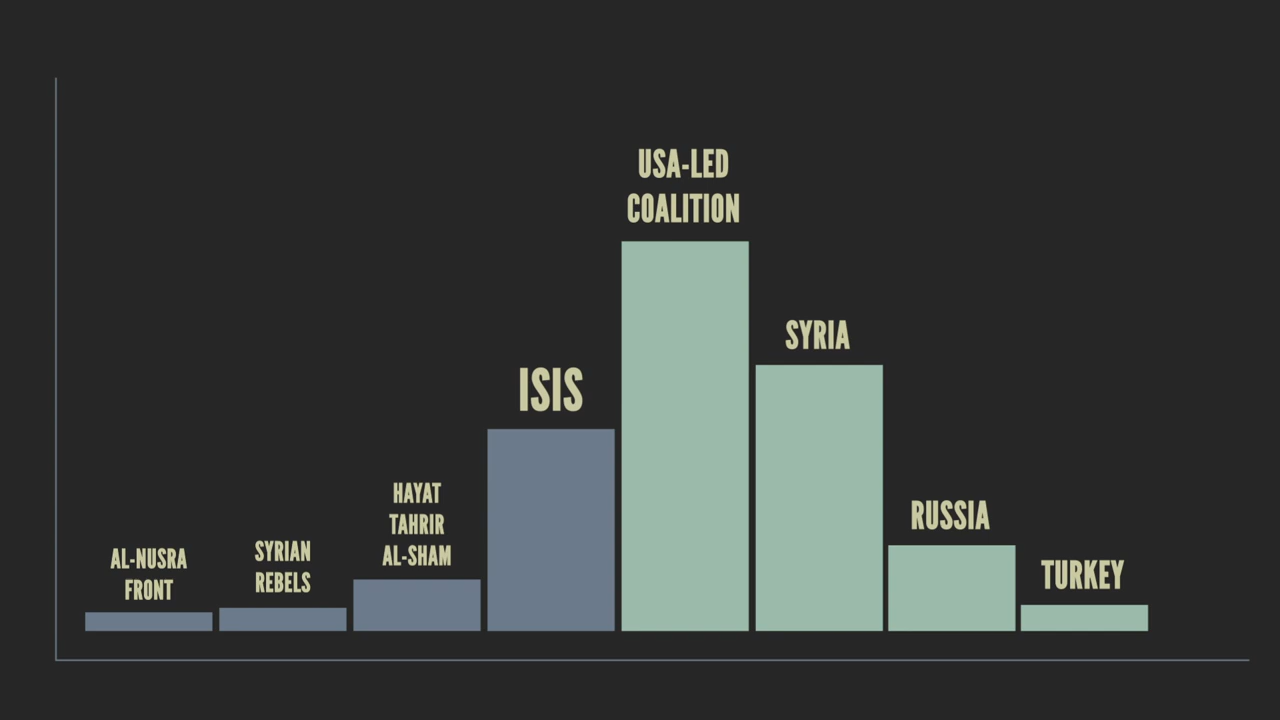 AL-NUSRA
FRONT
SYRIAN
REBELS
HAYAT
TAHRIR
AL-SHAM
ISIS
USA-LED
COALITION
SYRIA
RUSSIA
TURKEY